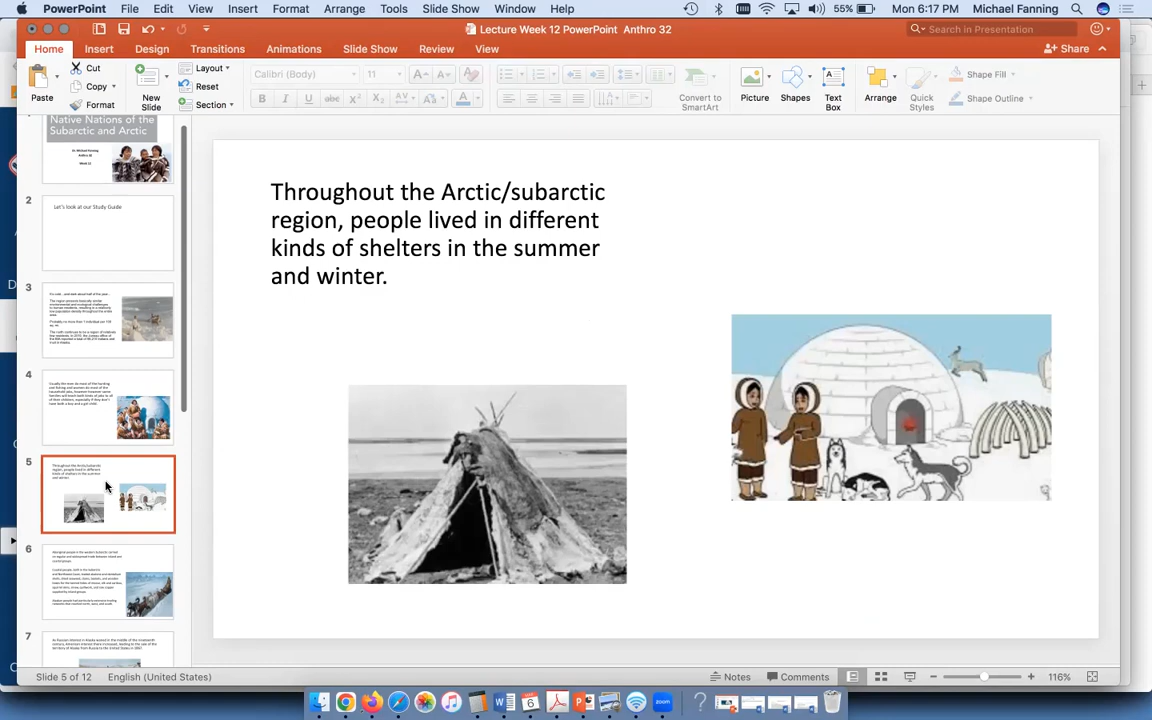 PowerPoint File Edit View Insert Format Arrange Tools Slide Show Window Help 55% Mon 6:17 PM Michael Fanning
Lecture Week 12 PowerPoint Anthro 32
Search in Presentation
Home Insert Design Transitions Animations Slide Show Review View
Share
Paste
Cut
Copy
Format
New Slide
Layout
Reset
Section
Calibri (Body) 11
Convert to SmartArt
Picture
Shapes
Text Box
Arrange
Quick Styles
Shape Fill
Shape Outline
Native Nations of the
Subarctic and Arctic
2
Let's look at our Study Guide
3
4
5
6
7
Throughout the Arctic/subarctic
region, people lived in different
kinds of shelters in the summer
and winter.
Slide 5 of 12 English (United States)
Notes Comments 116%